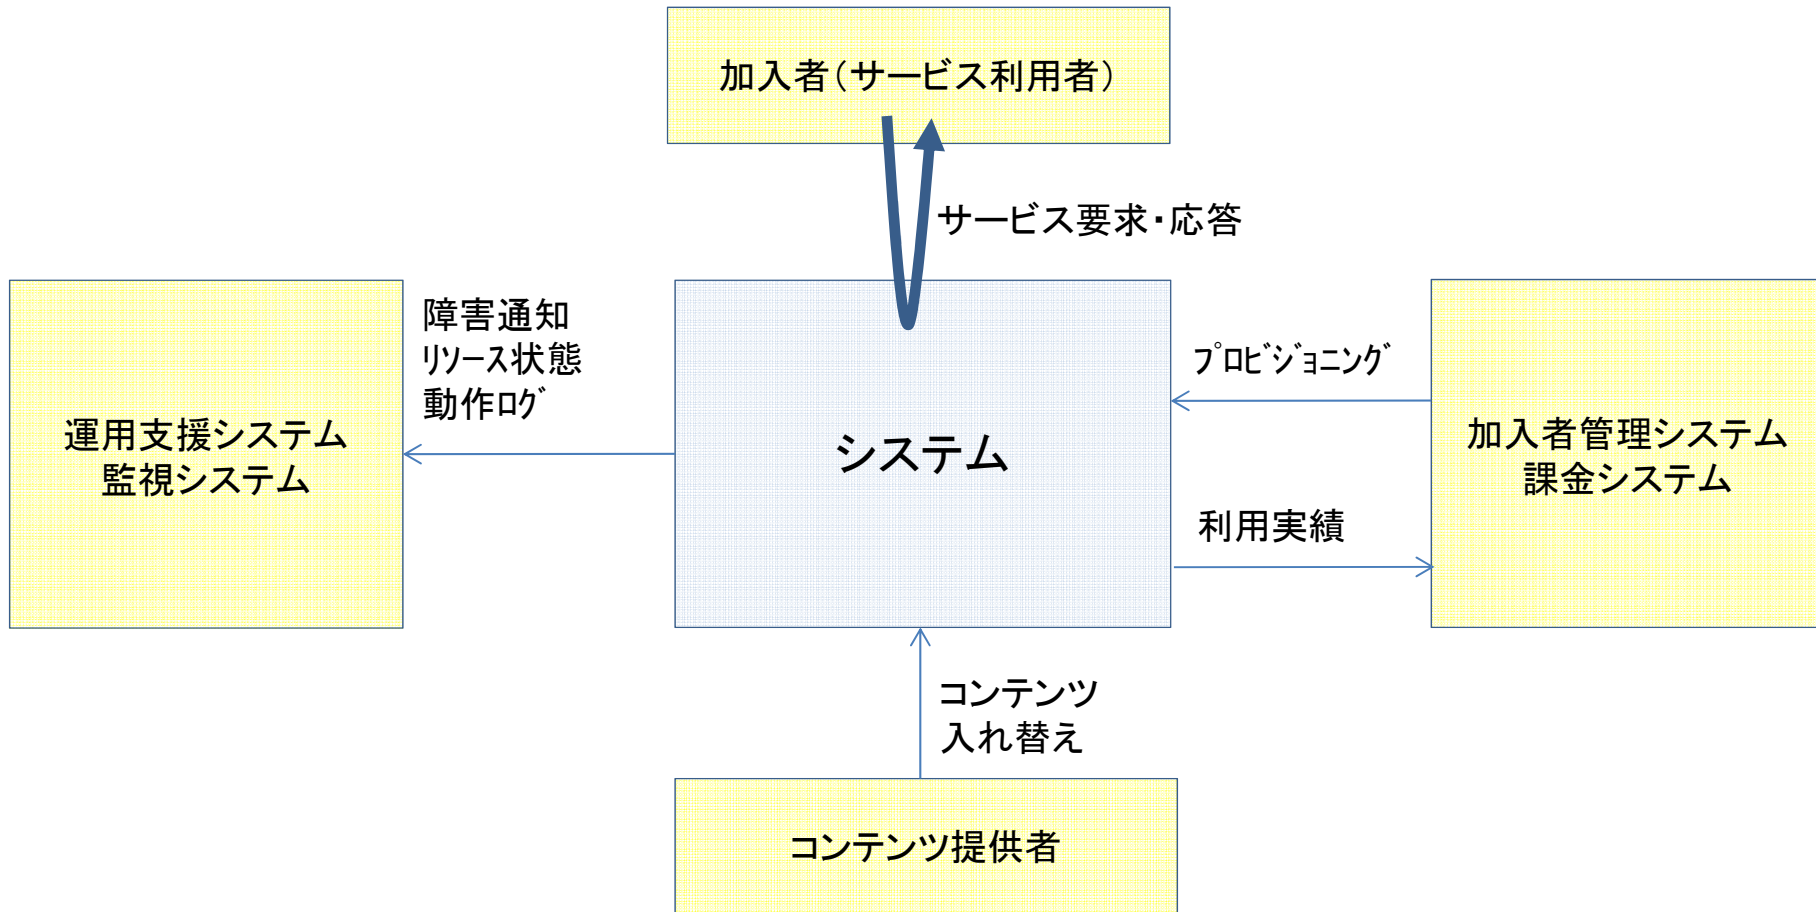 加入者（サービス利用者）
サービス要求・応答
障害通知
ﾘｿｰｽ状態
動作ﾛｸﾞ
運用支援システム
監視システム
システム
ﾌﾟﾛﾋﾞｼﾞｮﾆﾝｸﾞ
利用実績
加入者管理システム
課金システム
コンテンツ
入れ替え
コンテンツ提供者